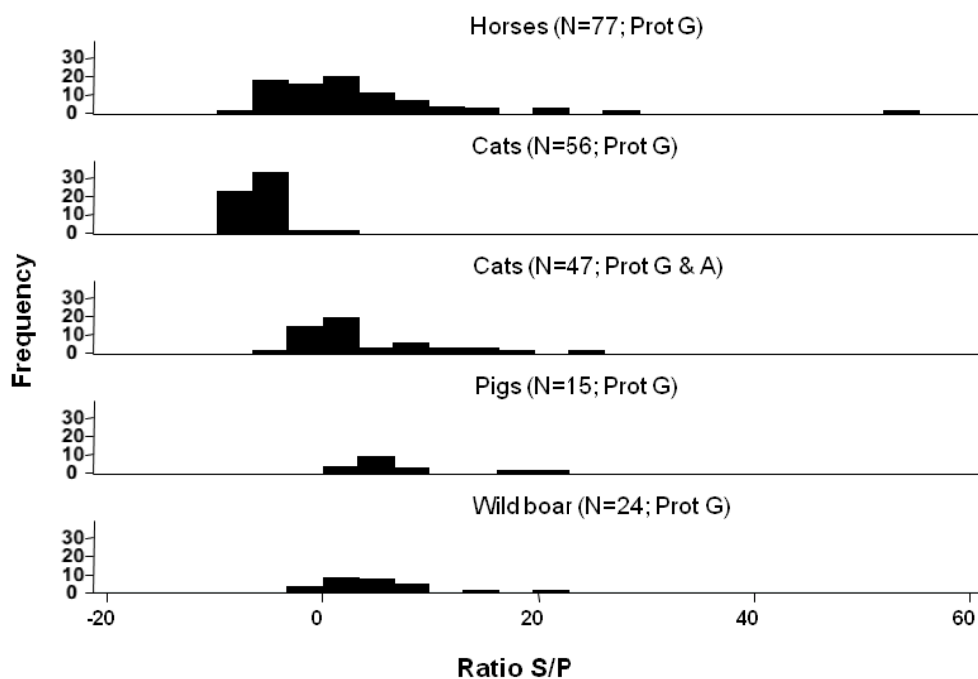 Horses (N=77; Prot G)
30
20
10
0
Cats (N=56; Prot G)
30
20
10
0
Cats (N=47; Prot G & A)
30
20
10
0
Pigs (N=15; Prot G)
30
20
10
0
Wild boar (N=24; Prot G)
30
20
10
0
Frequency
-20 0 20 40 60
Ratio S/P